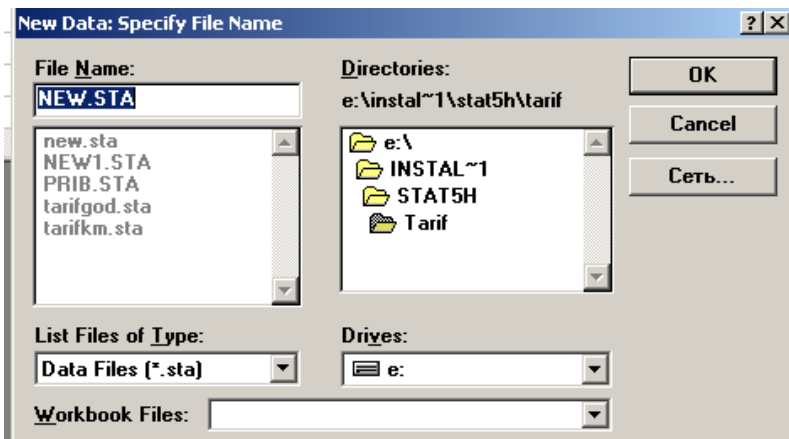 New Data: Specify File Name
File Name:
NEW.STA
new.sta
NEW1.STA
PRIB.STA
tarifgod.sta
tarifkm.sta
List Files of Type:
Data Files (*.sta)
Directories:
e:\instal~1\stat5h\tarif
e:\
INSTAL~1
STAT5H
Tarif
Drives:
e:
OK
Cancel
Сеть...
Workbook Files: